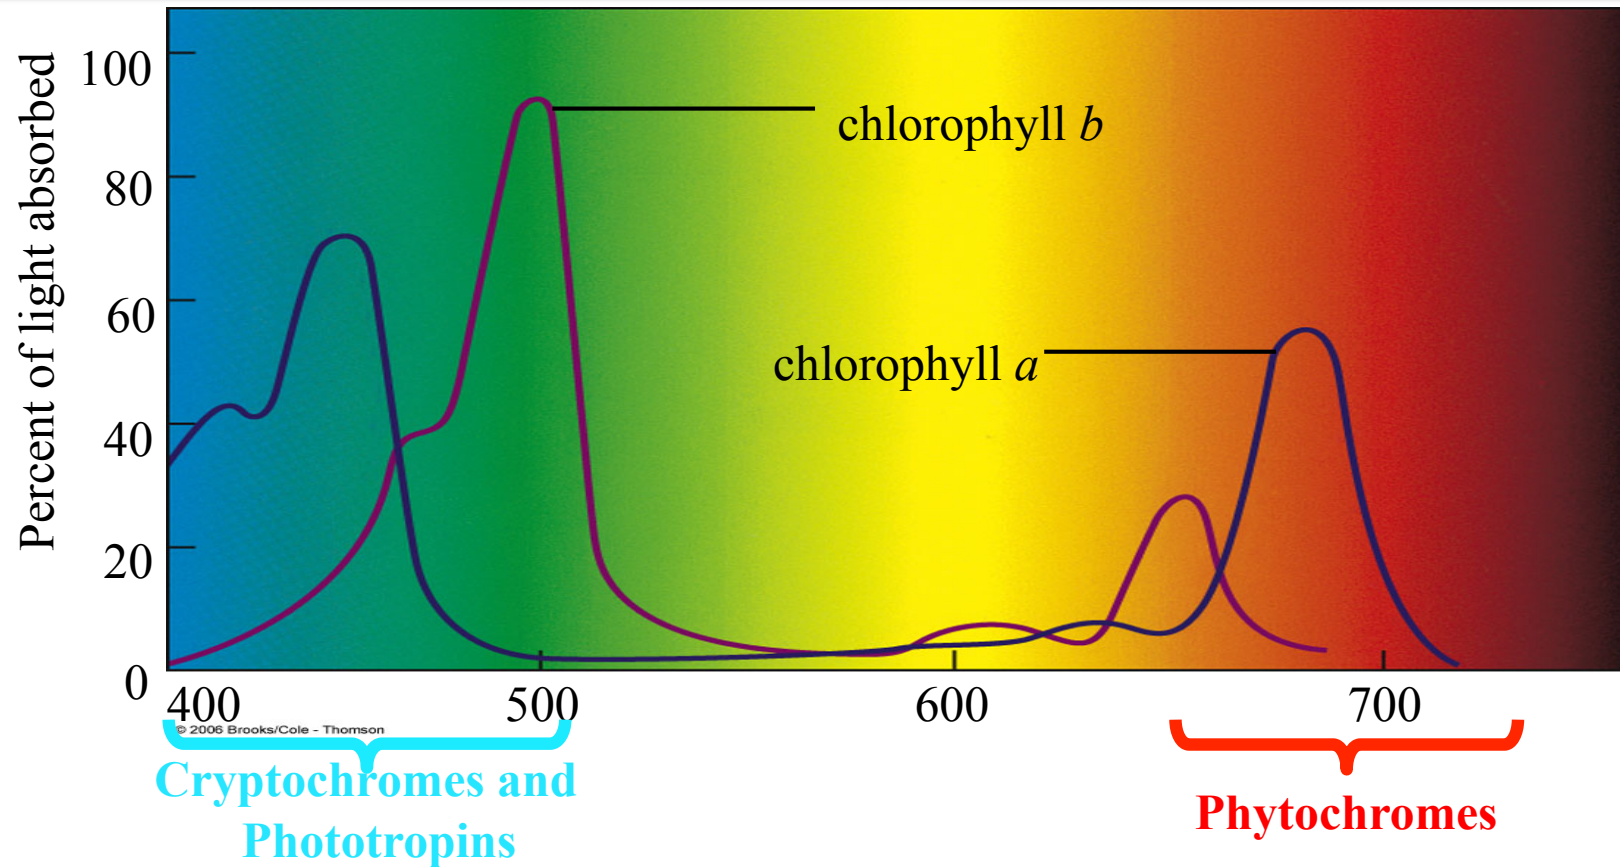 Percent of light absorbed
100
80
60
40
20
0
chlorophyll b
chlorophyll a
400 500 600 700
© 2006 Brooks/Cole - Thomson
Cryptochromes and
Phototropins
Phytochromes